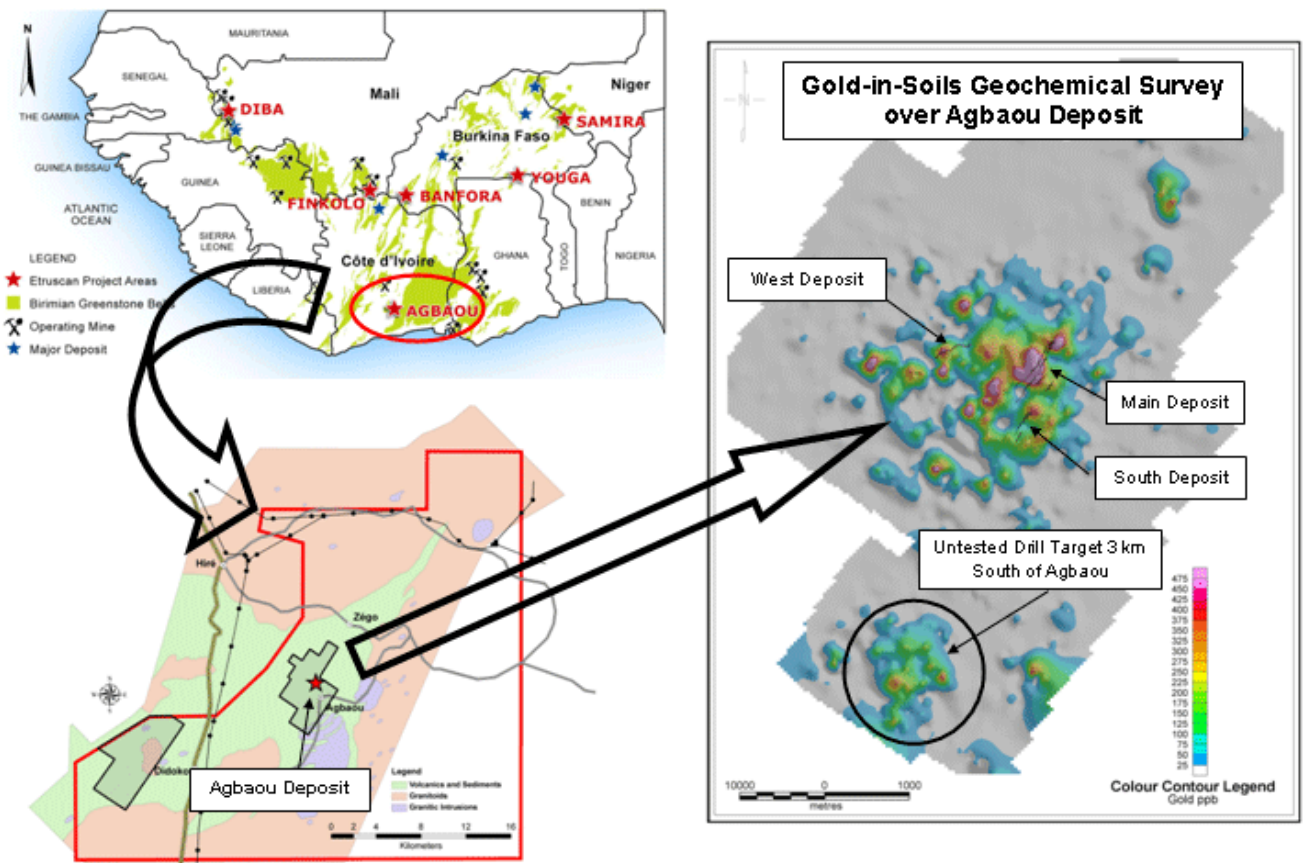 N
MAURITANIA
SENEGAL
Mali
Niger
DIBA
THE GAMBIA
SAMIRA
Burkina Faso
GUINEA BISSAU
GUINEA
YOUGA
BANFORA
FINKOLO
BENIN
ATLANTIC
OCEAN
SIERRA
LEONE
GHANA
TOGO
NIGERIA
Côte d'Ivoire
LIBERIA
AGBAOU
LEGEND
Etruscan Project Areas
Birimian Greenstone Be
Operating Mine
Major Deposit
Hiré
Zégo
Agbaou
Didoko
Agbaou Deposit
Legend
Volcanics and Sediments
Granitoids
Granitic Intrusions
0 2 4 8 12 16
Kilometers
Gold-in-Soils Geochemical Survey
over Agbaou Deposit
N
West Deposit
Main Deposit
South Deposit
Untested Drill Target 3 km
South of Agbaou
475
450
425
400
375
350
325
300
275
250
225
200
175
150
125
100
75
50
25
Colour Contour Legend
Gold ppb
10000 0 1000
metres